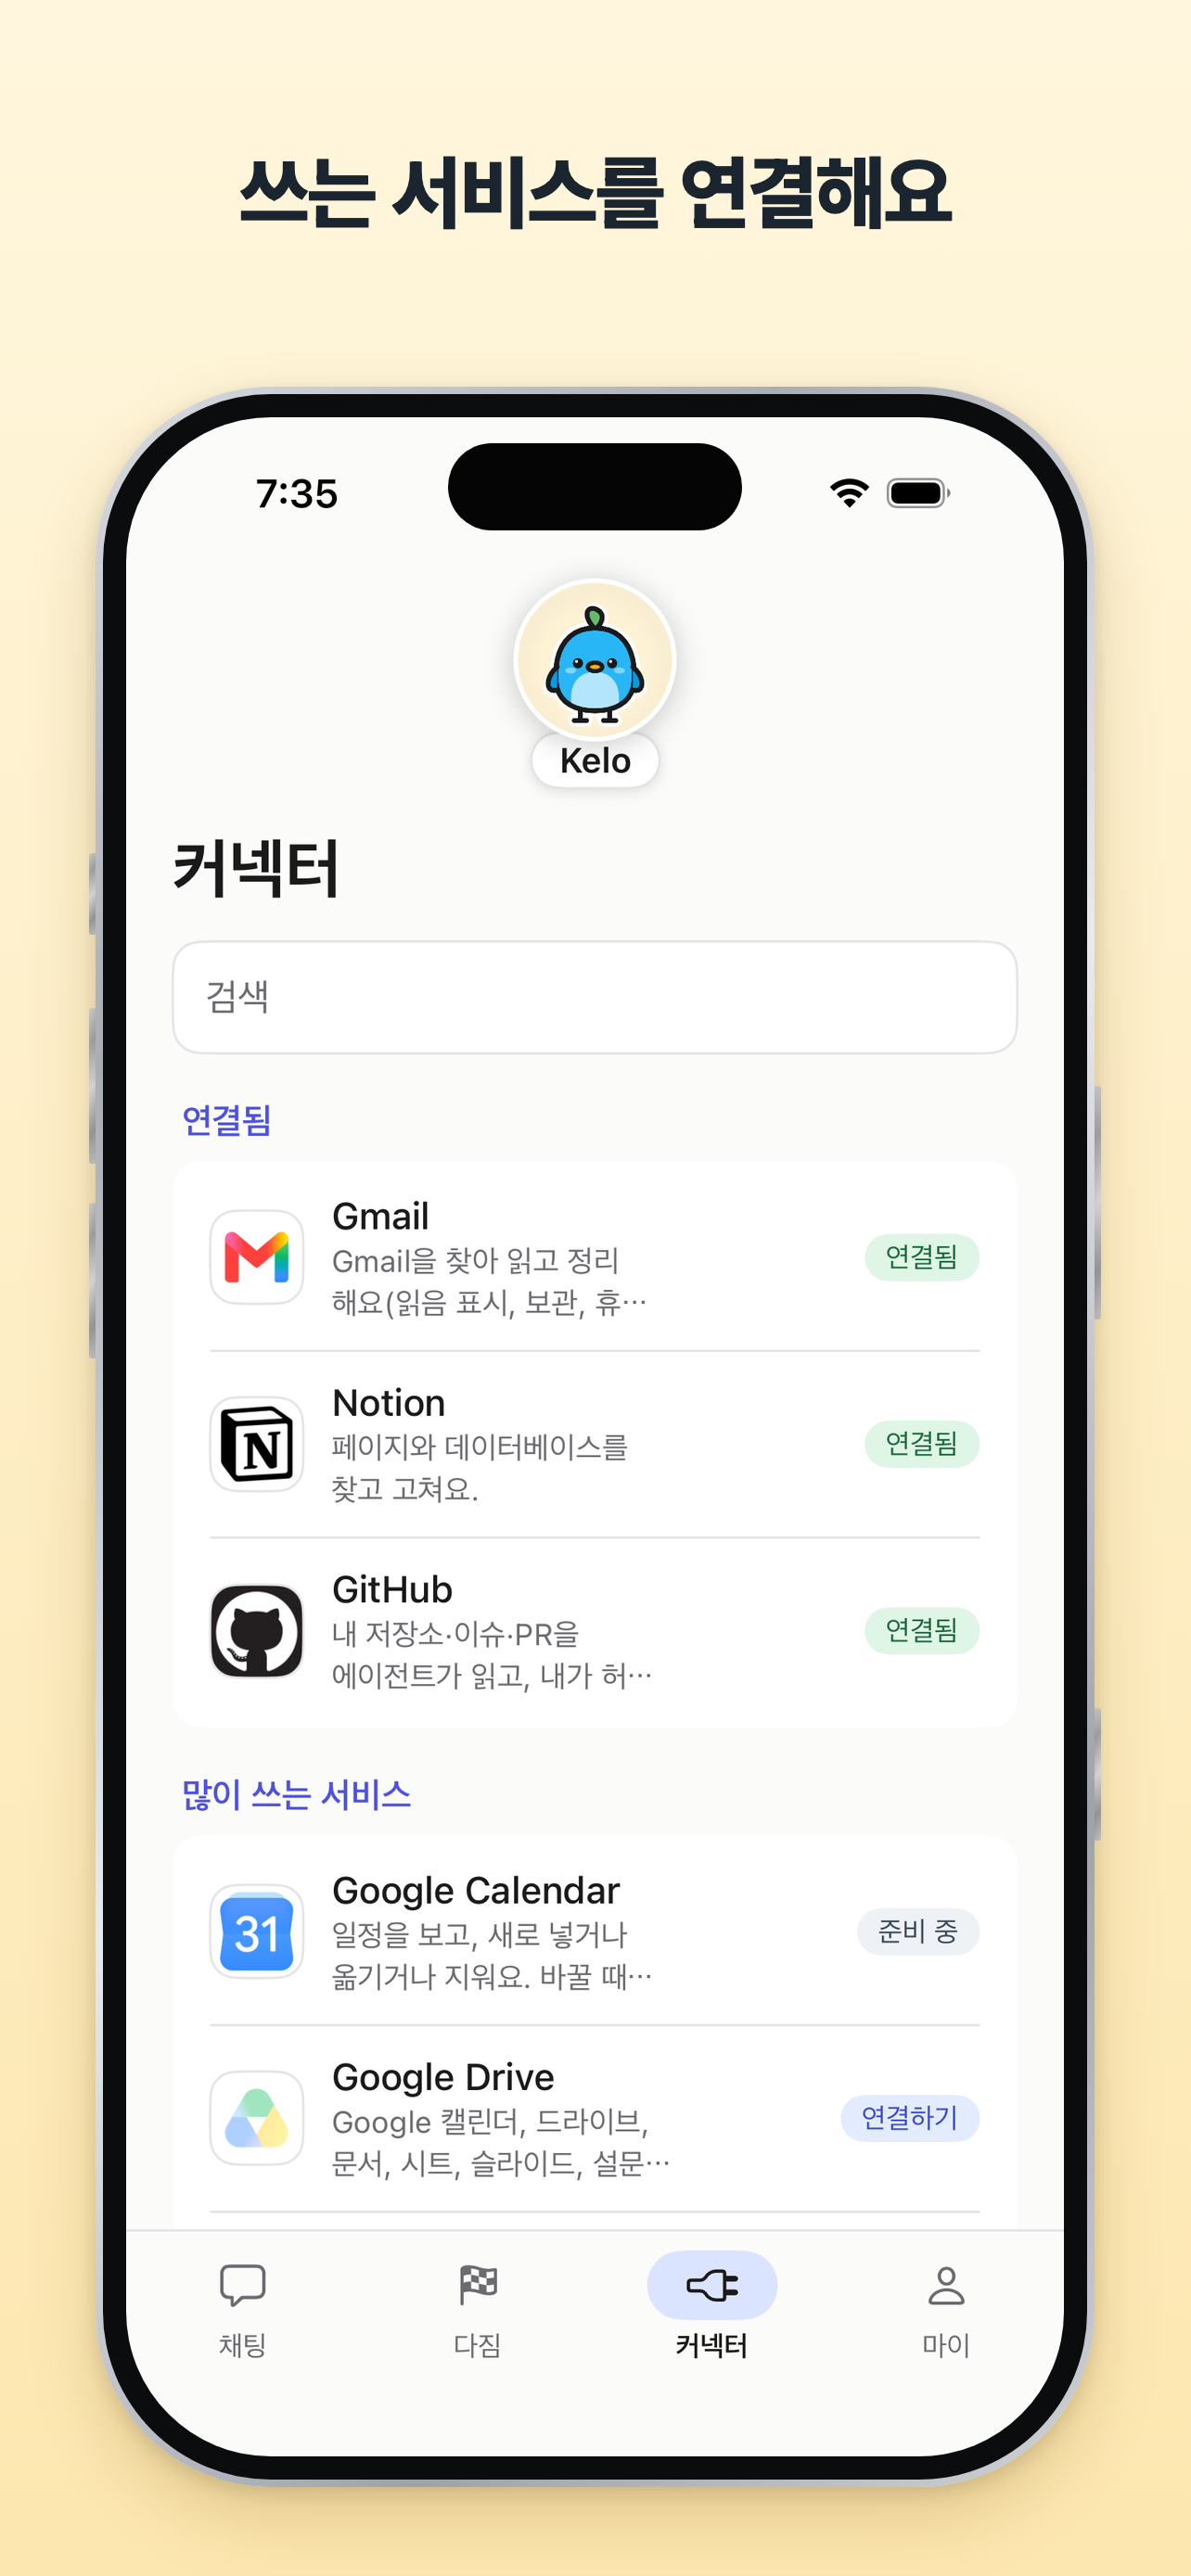 쓰는 서비스를 연결해요
7:35
Kelo
커넥터
검색
연결됨
Gmail
Gmail을 찾아 읽고 정리
해요(읽음 표시, 보관, 휴…
연결됨
Notion
페이지와 데이터베이스를
찾고 고쳐요.
연결됨
GitHub
내 저장소·이슈·PR을
에이전트가 읽고, 내가 허…
연결됨
많이 쓰는 서비스
31
Google Calendar
일정을 보고, 새로 넣거나
옮기거나 지워요. 바꿀 때…
준비 중
Google Drive
Google 캘린더, 드라이브,
문서, 시트, 슬라이드, 설문…
연결하기
채팅
다짐
커넥터
마이